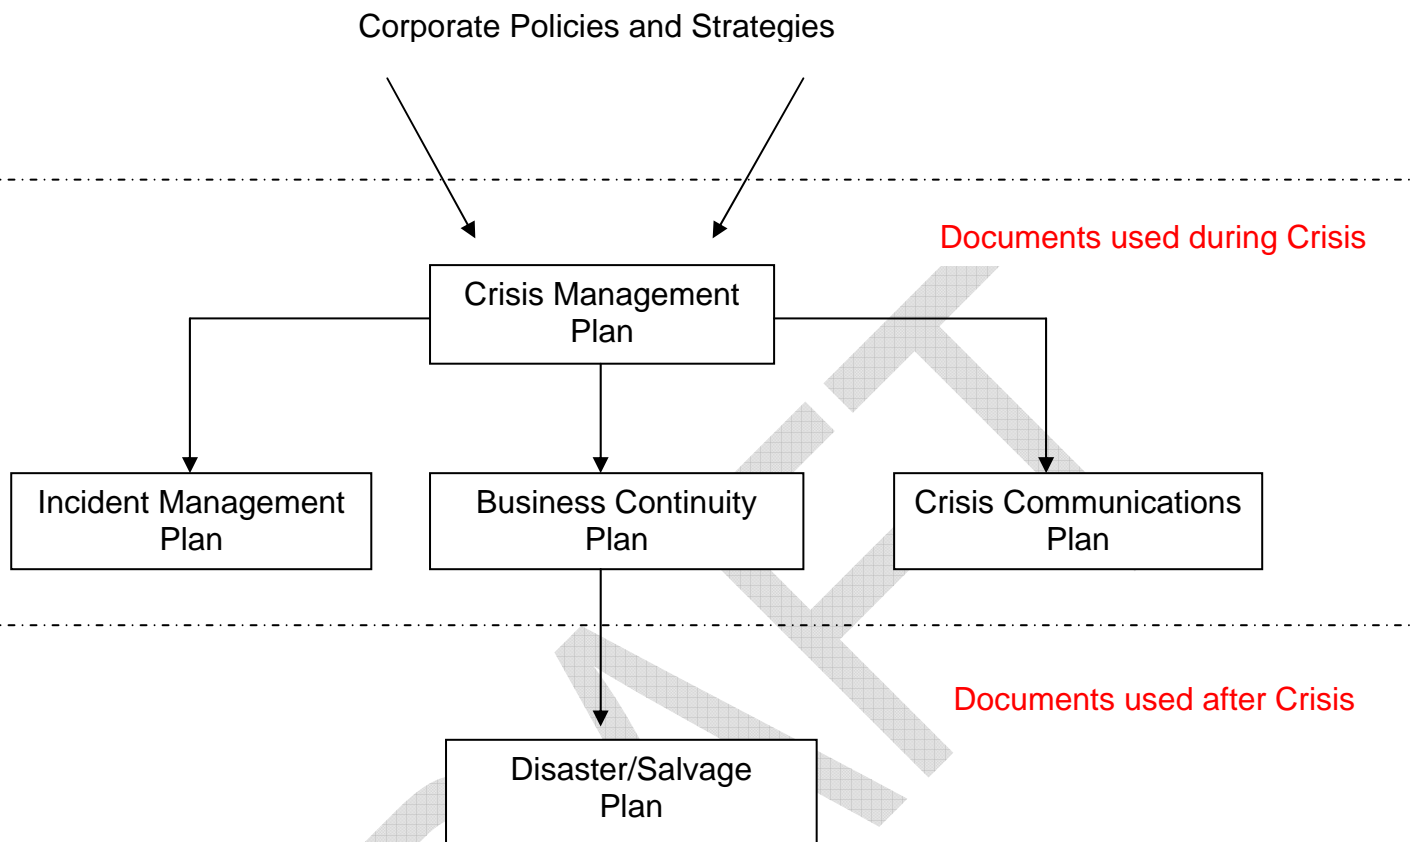 Corporate Policies and Strategies
Documents used during Crisis
Crisis Management
Plan
Incident Management
Plan
Business Continuity
Plan
Crisis Communications
Plan
Documents used after Crisis
Disaster/Salvage
Plan